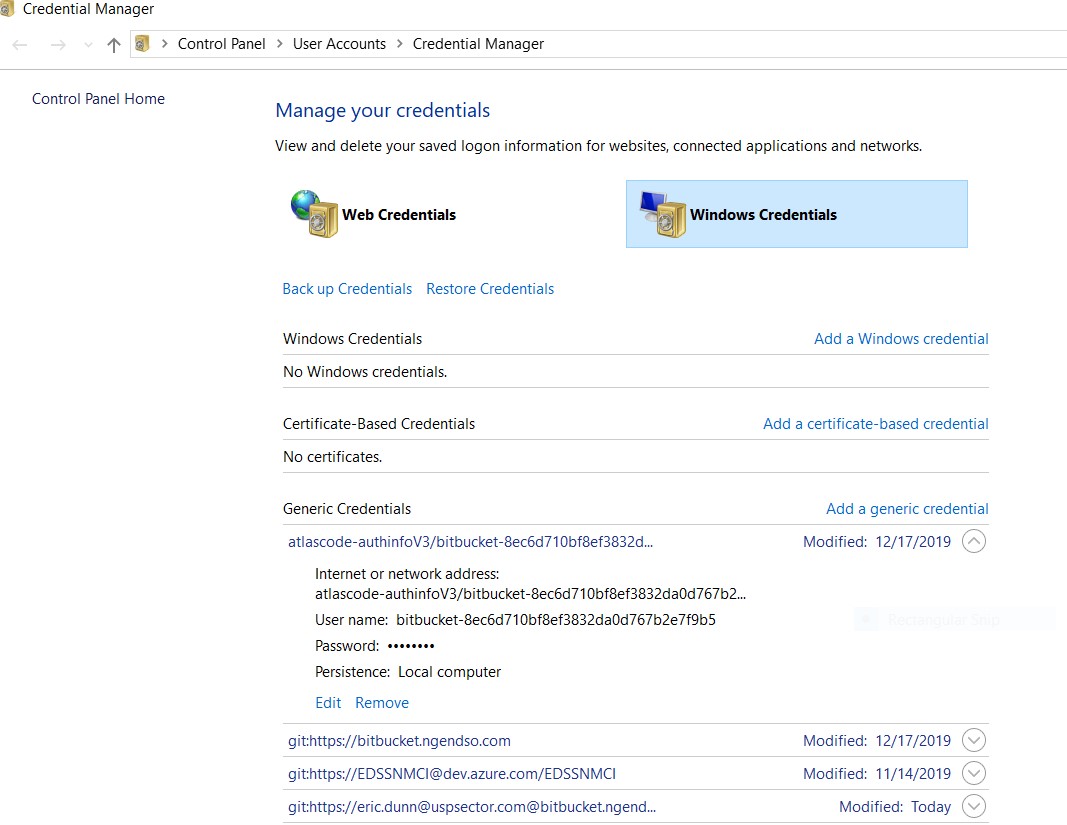 Credential Manager
Control Panel > User Accounts > Credential Manager
Control Panel Home
Manage your credentials
View and delete your saved logon information for websites, connected applications and networks.
Web Credentials
Windows Credentials
Back up Credentials Restore Credentials
Windows Credentials Add a Windows credential
No Windows credentials.
Certificate-Based Credentials Add a certificate-based credential
No certificates.
Generic Credentials Add a generic credential
atlascode-authinfoV3/bitbucket-8ec6d710bf8ef3832d... Modified: 12/17/2019
Internet or network address:
atlascode-authinfoV3/bitbucket-8ec6d710bf8ef3832da0d767b2...
User name: bitbucket-8ec6d710bf8ef3832da0d767b2e7f9b5
Rectangular Snip
Password: ••••••••
Persistence: Local computer
Edit Remove
git:https://bitbucket.ngendso.com Modified: 12/17/2019
git:https://EDSSNMCI@dev.azure.com/EDSSNMCI Modified: 11/14/2019
git:https://eric.dunn@uspsector.com@bitbucket.ngend... Modified: Today